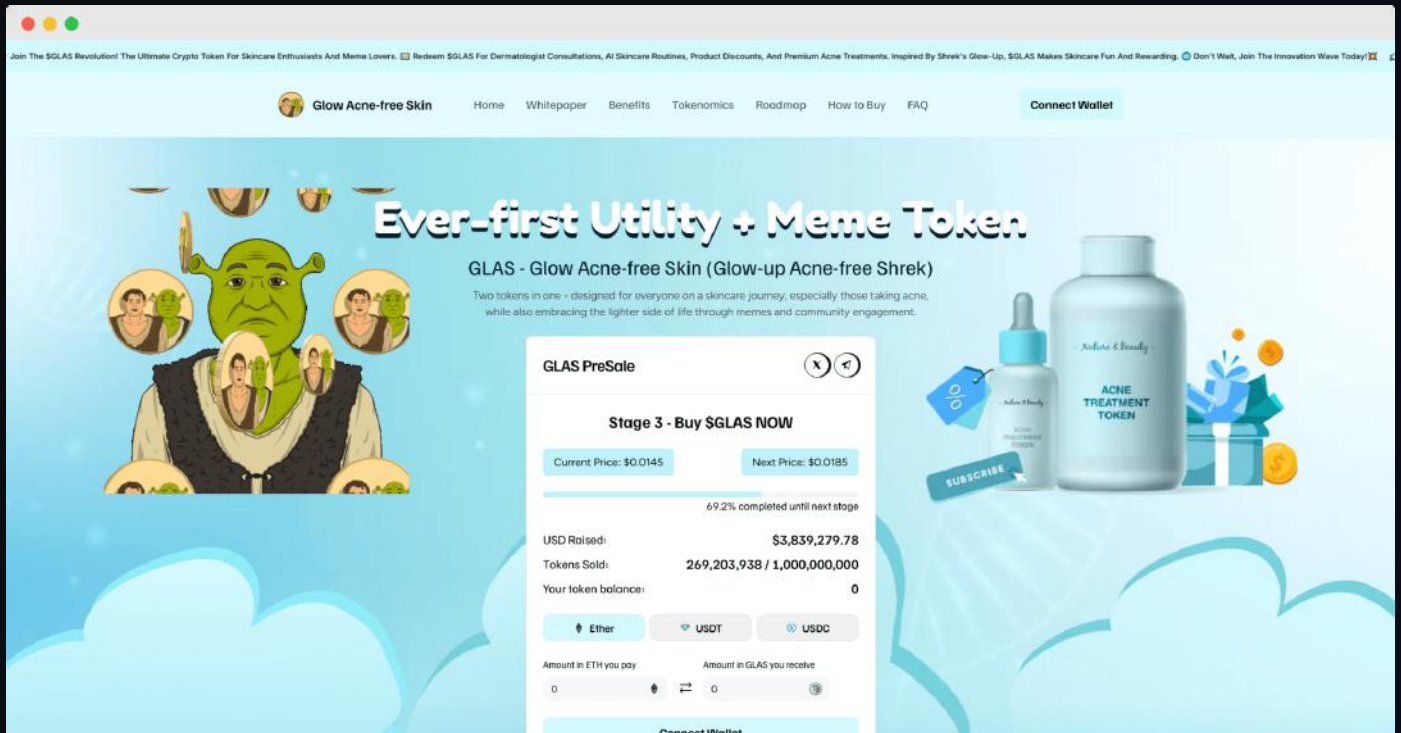 Join The $GLAS Revolution! The Ultimate Crypto Token For Skincare Enthusiasts And Meme Lovers. Redeem $GLAS For Dermatologist Consultations, AI Skincare Routines, Product Discounts, And Premium Acne Treatments. Inspired By Shrek's Glow-Up, $GLAS Makes Skincare Fun And Rewarding. Don't Wait, Join The Innovation Wave Today!
Glow Acne-free Skin Home Whitepaper Benefits Tokenomics Roadmap How to Buy FAQ Connect Wallet
Ever-first Utility + Meme Token
GLAS - Glow Acne-free Skin (Glow-up Acne-free Shrek)
Two tokens in one - designed for everyone on a skincare journey, especially those taking acne,
while also embracing the lighter side of life through memes and community engagement.
GLAS PreSale
Stage 3 - Buy $GLAS NOW
Current Price: $0.0145 Next Price: $0.0185
69.2% completed until next stage
USD Raised: $3,839,279.78
Tokens Sold: 269,203,938 / 1,000,000,000
Your token balance: 0
Ether USDT USDC
Amount in ETH you pay Amount in GLAS you receive
0 0
Connect Wallet
- Nature & Beauty -
ACNE
TREATMENT
TOKEN
- Nature & Beauty -
ACNE
TREATMENT
TOKEN
%
SUBSCRIBE
$